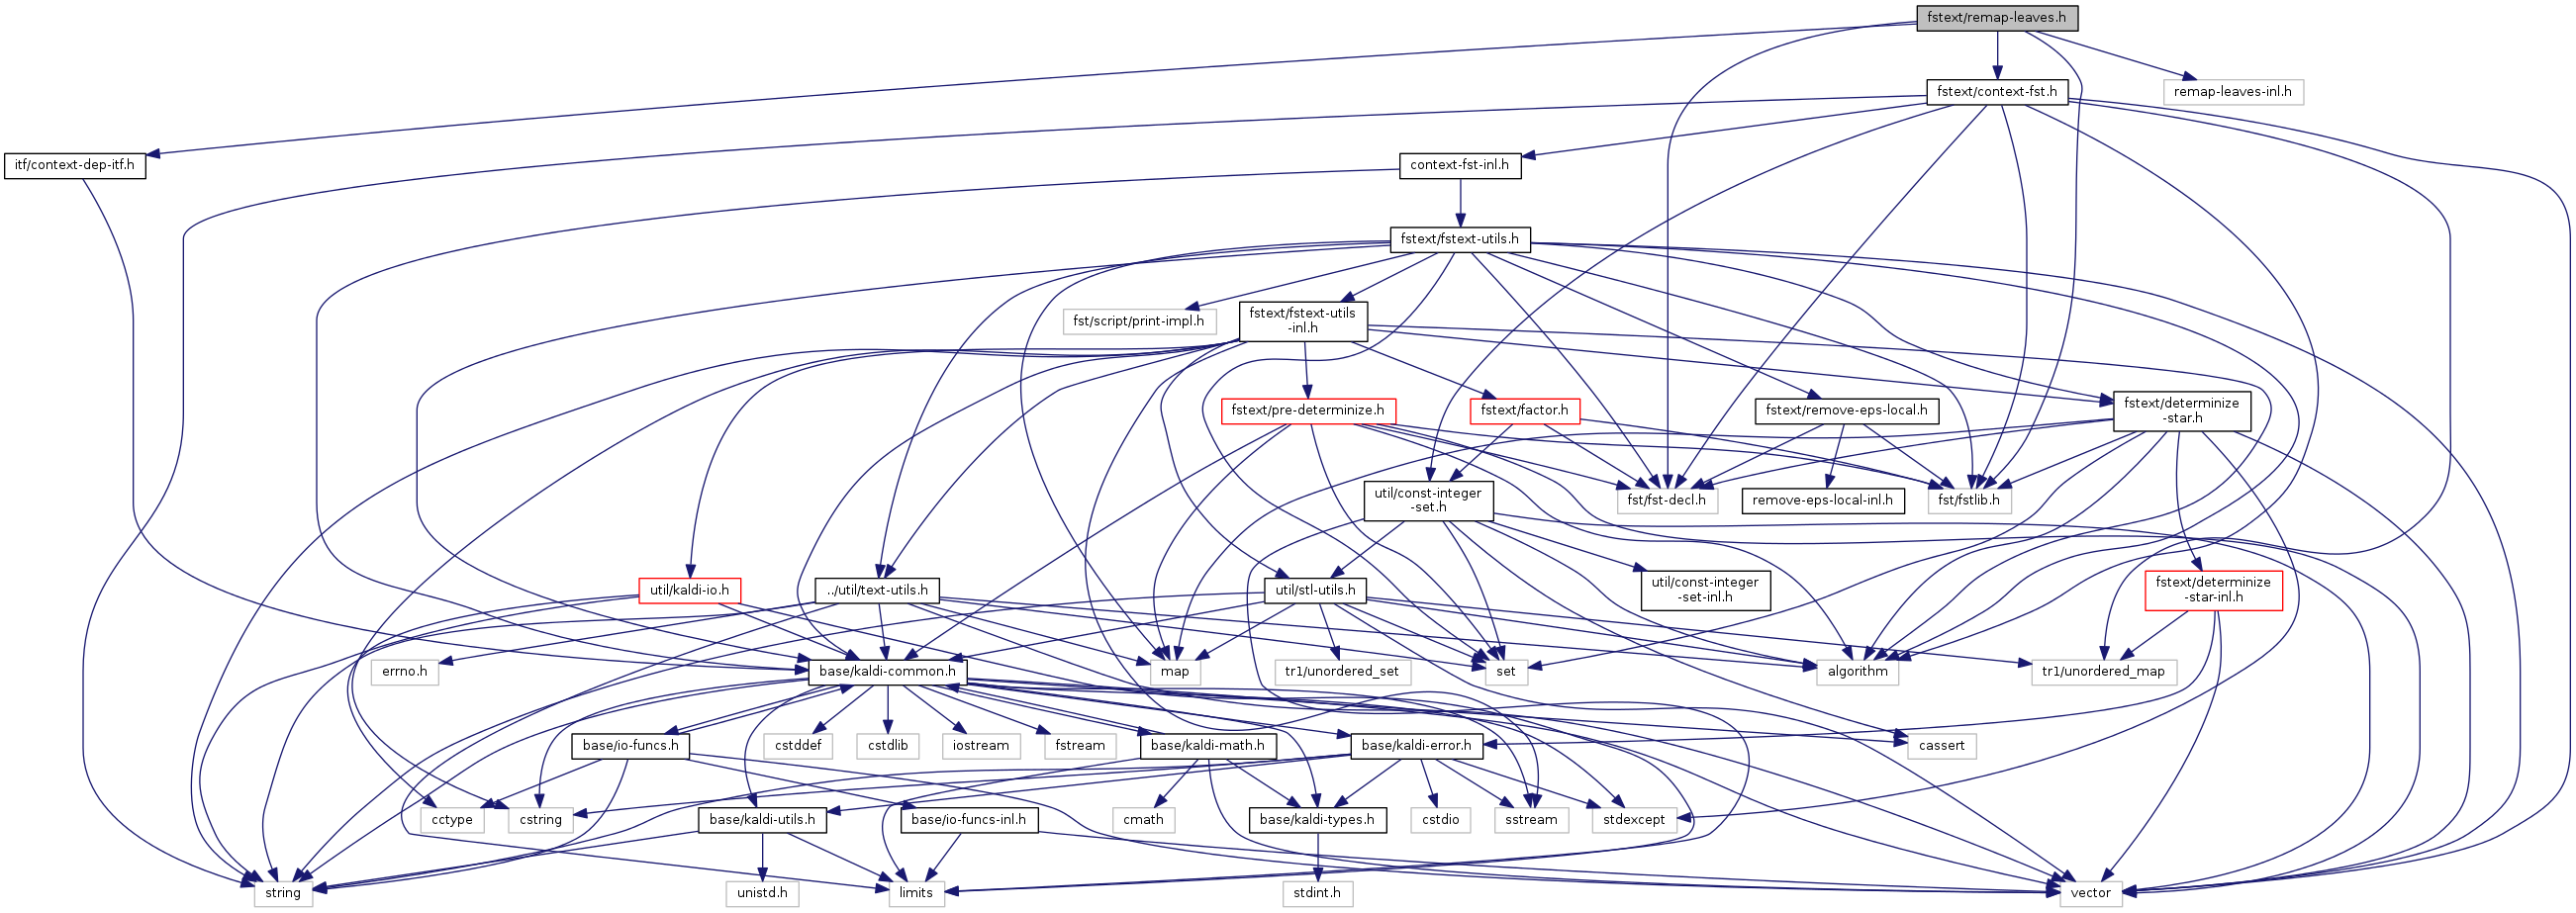 fstext/remap-leaves.h
fstext/context-fst.h
remap-leaves-inl.h
itf/context-dep-itf.h
context-fst-inl.h
fstext/fstext-utils.h
fst/script/print-impl.h
fstext/fstext-utils
-inl.h
fstext/pre-determinize.h
fstext/factor.h
fstext/remove-eps-local.h
fstext/determinize
-star.h
util/const-integer
-set.h
fst/fst-decl.h
remove-eps-local-inl.h
fst/fstlib.h
util/kaldi-io.h
../util/text-utils.h
util/stl-utils.h
util/const-integer
-set-inl.h
fstext/determinize
-star-inl.h
errno.h
base/kaldi-common.h
map
tr1/unordered_set
set
algorithm
tr1/unordered_map
base/io-funcs.h
cstddef
cstdlib
iostream
fstream
base/kaldi-math.h
base/kaldi-error.h
cassert
cctype
cstring
base/kaldi-utils.h
base/io-funcs-inl.h
cmath
base/kaldi-types.h
cstdio
sstream
stdexcept
string
unistd.h
limits
stdint.h
vector